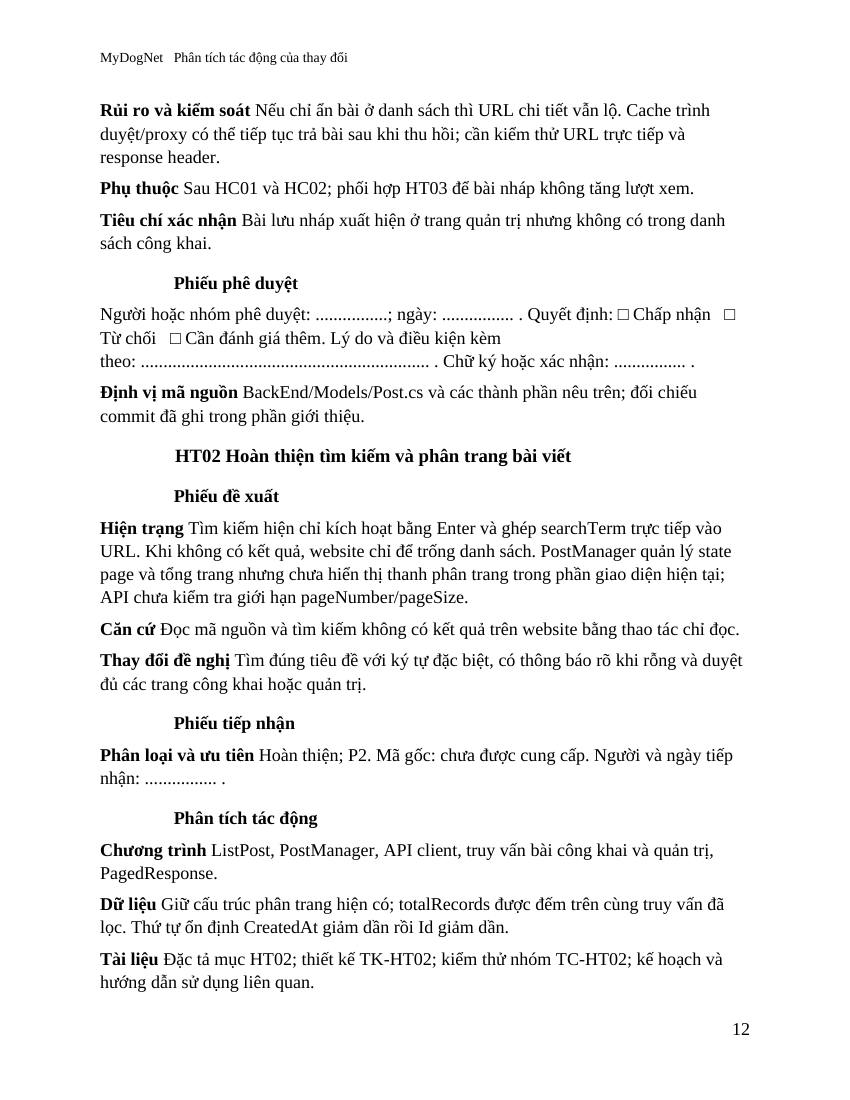 MyDogNet   Phân tích tác động của thay đổi
Rủi ro và kiểm soát Nếu chỉ ẩn bài ở danh sách thì URL chi tiết vẫn lộ. Cache trình
duyệt/proxy có thể tiếp tục trả bài sau khi thu hồi; cần kiểm thử URL trực tiếp và
response header.
Phụ thuộc Sau HC01 và HC02; phối hợp HT03 để bài nháp không tăng lượt xem.
Tiêu chí xác nhận Bài lưu nháp xuất hiện ở trang quản trị nhưng không có trong danh
sách công khai.
Phiếu phê duyệt
Người hoặc nhóm phê duyệt: ................; ngày: ................ . Quyết định: □ Chấp nhận   □
Từ chối   □ Cần đánh giá thêm. Lý do và điều kiện kèm
theo: ................................................................ . Chữ ký hoặc xác nhận: ................ .
Định vị mã nguồn BackEnd/Models/Post.cs và các thành phần nêu trên; đối chiếu
commit đã ghi trong phần giới thiệu.
HT02 Hoàn thiện tìm kiếm và phân trang bài viết
Phiếu đề xuất
Hiện trạng Tìm kiếm hiện chỉ kích hoạt bằng Enter và ghép searchTerm trực tiếp vào
URL. Khi không có kết quả, website chỉ để trống danh sách. PostManager quản lý state
page và tổng trang nhưng chưa hiển thị thanh phân trang trong phần giao diện hiện tại;
API chưa kiểm tra giới hạn pageNumber/pageSize.
Căn cứ Đọc mã nguồn và tìm kiếm không có kết quả trên website bằng thao tác chỉ đọc.
Thay đổi đề nghị Tìm đúng tiêu đề với ký tự đặc biệt, có thông báo rõ khi rỗng và duyệt
đủ các trang công khai hoặc quản trị.
Phiếu tiếp nhận
Phân loại và ưu tiên Hoàn thiện; P2. Mã gốc: chưa được cung cấp. Người và ngày tiếp
nhận: ................ .
Phân tích tác động
Chương trình ListPost, PostManager, API client, truy vấn bài công khai và quản trị,
PagedResponse.
Dữ liệu Giữ cấu trúc phân trang hiện có; totalRecords được đếm trên cùng truy vấn đã
lọc. Thứ tự ổn định CreatedAt giảm dần rồi Id giảm dần.
Tài liệu Đặc tả mục HT02; thiết kế TK-HT02; kiểm thử nhóm TC-HT02; kế hoạch và
hướng dẫn sử dụng liên quan.
12